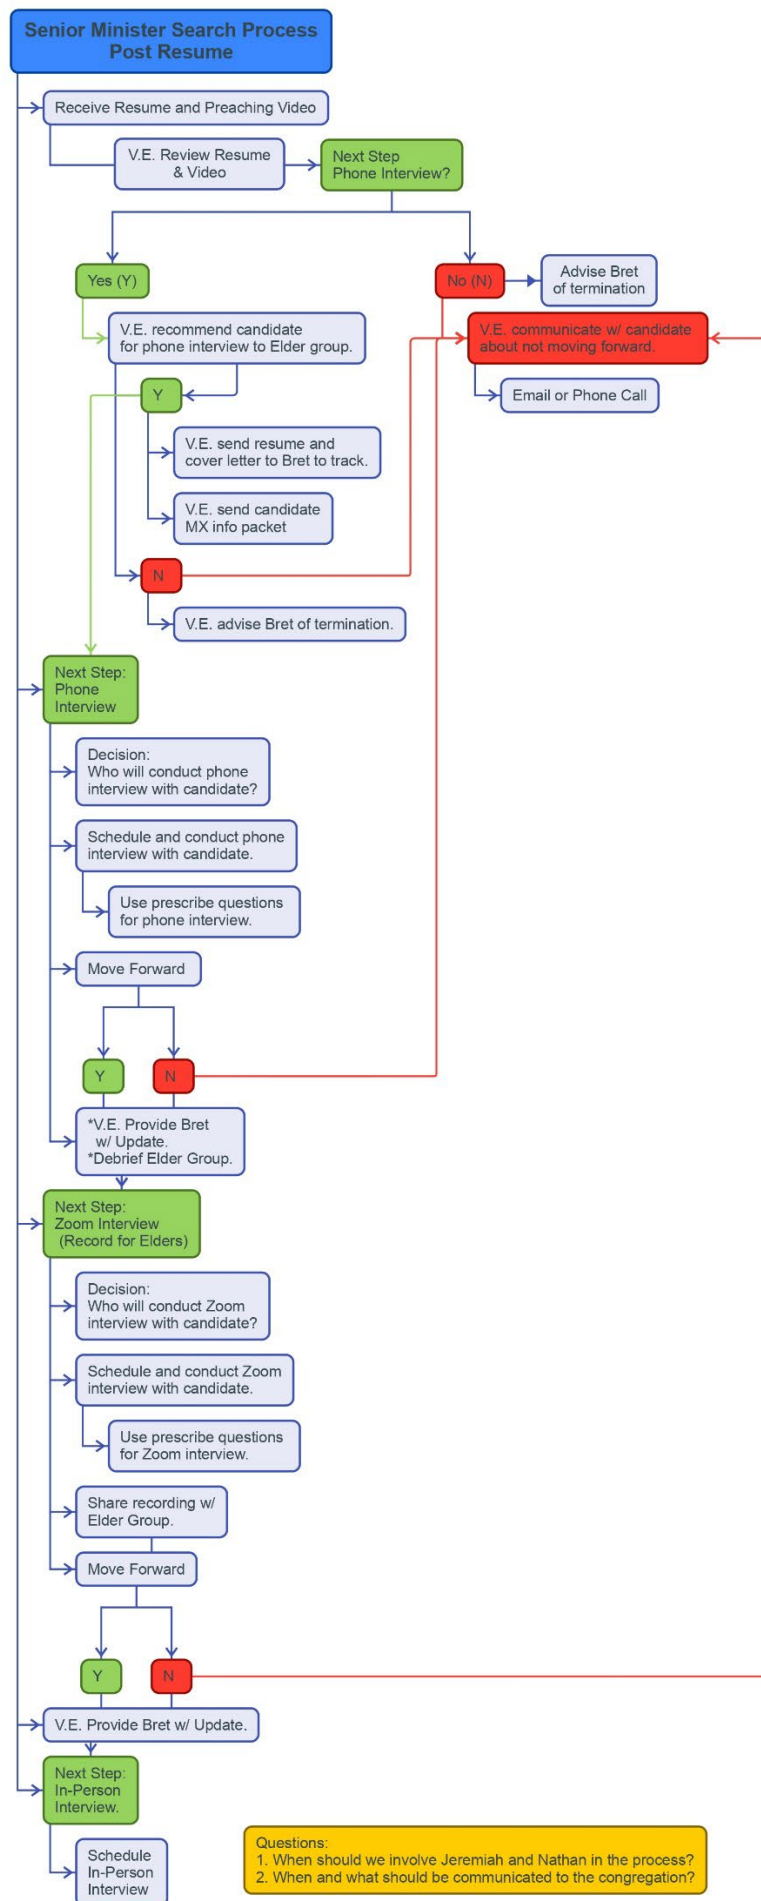 Senior Minister Search Process
Post Resume
Receive Resume and Preaching Video
V.E. Review Resume
& Video
Next Step
Phone Interview?
Yes (Y)
No (N)
Advise Bret
of termination
V.E. recommend candidate
for phone interview to Elder group.
V.E. communicate w/ candidate
about not moving forward.
Y
Email or Phone Call
V.E. send resume and
cover letter to Bret to track.
V.E. send candidate
MX info packet
N
V.E. advise Bret of termination.
Next Step:
Phone
Interview
Decision:
Who will conduct phone
interview with candidate?
Schedule and conduct phone
interview with candidate.
Use prescribe questions
for phone interview.
Move Forward
Y
N
*V.E. Provide Bret
w/ Update.
*Debrief Elder Group.
Next Step:
Zoom Interview
(Record for Elders)
Decision:
Who will conduct Zoom
interview with candidate?
Schedule and conduct Zoom
interview with candidate.
Use prescribe questions
for Zoom interview.
Share recording w/
Elder Group.
Move Forward
Y
N
V.E. Provide Bret w/ Update.
Next Step:
In-Person
Interview.
Schedule
In-Person
Interview
Questions:
1. When should we involve Jeremiah and Nathan in the process?
2. When and what should be communicated to the congregation?